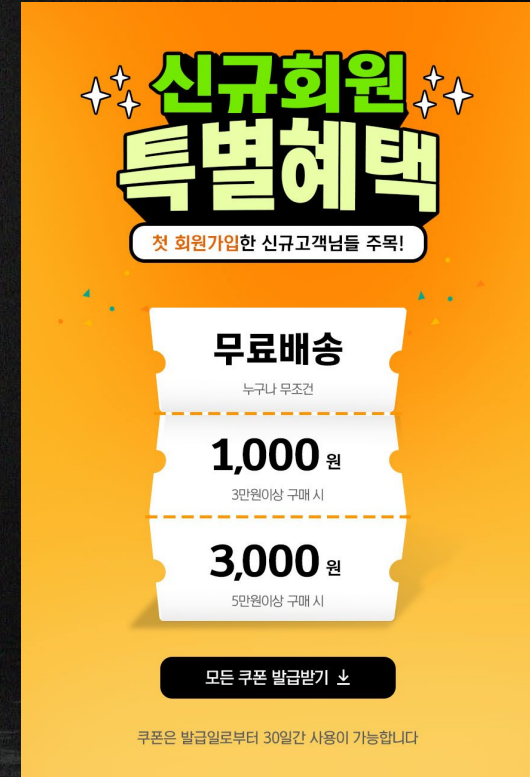 신규회원
특별혜택
첫 회원가입한 신규고객님들 주목!
무료배송
누구나 무조건
1,000 원
3만원이상 구매 시
3,000 원
5만원이상 구매 시
모든 쿠폰 발급받기
쿠폰은 발급일로부터 30일간 사용이 가능합니다